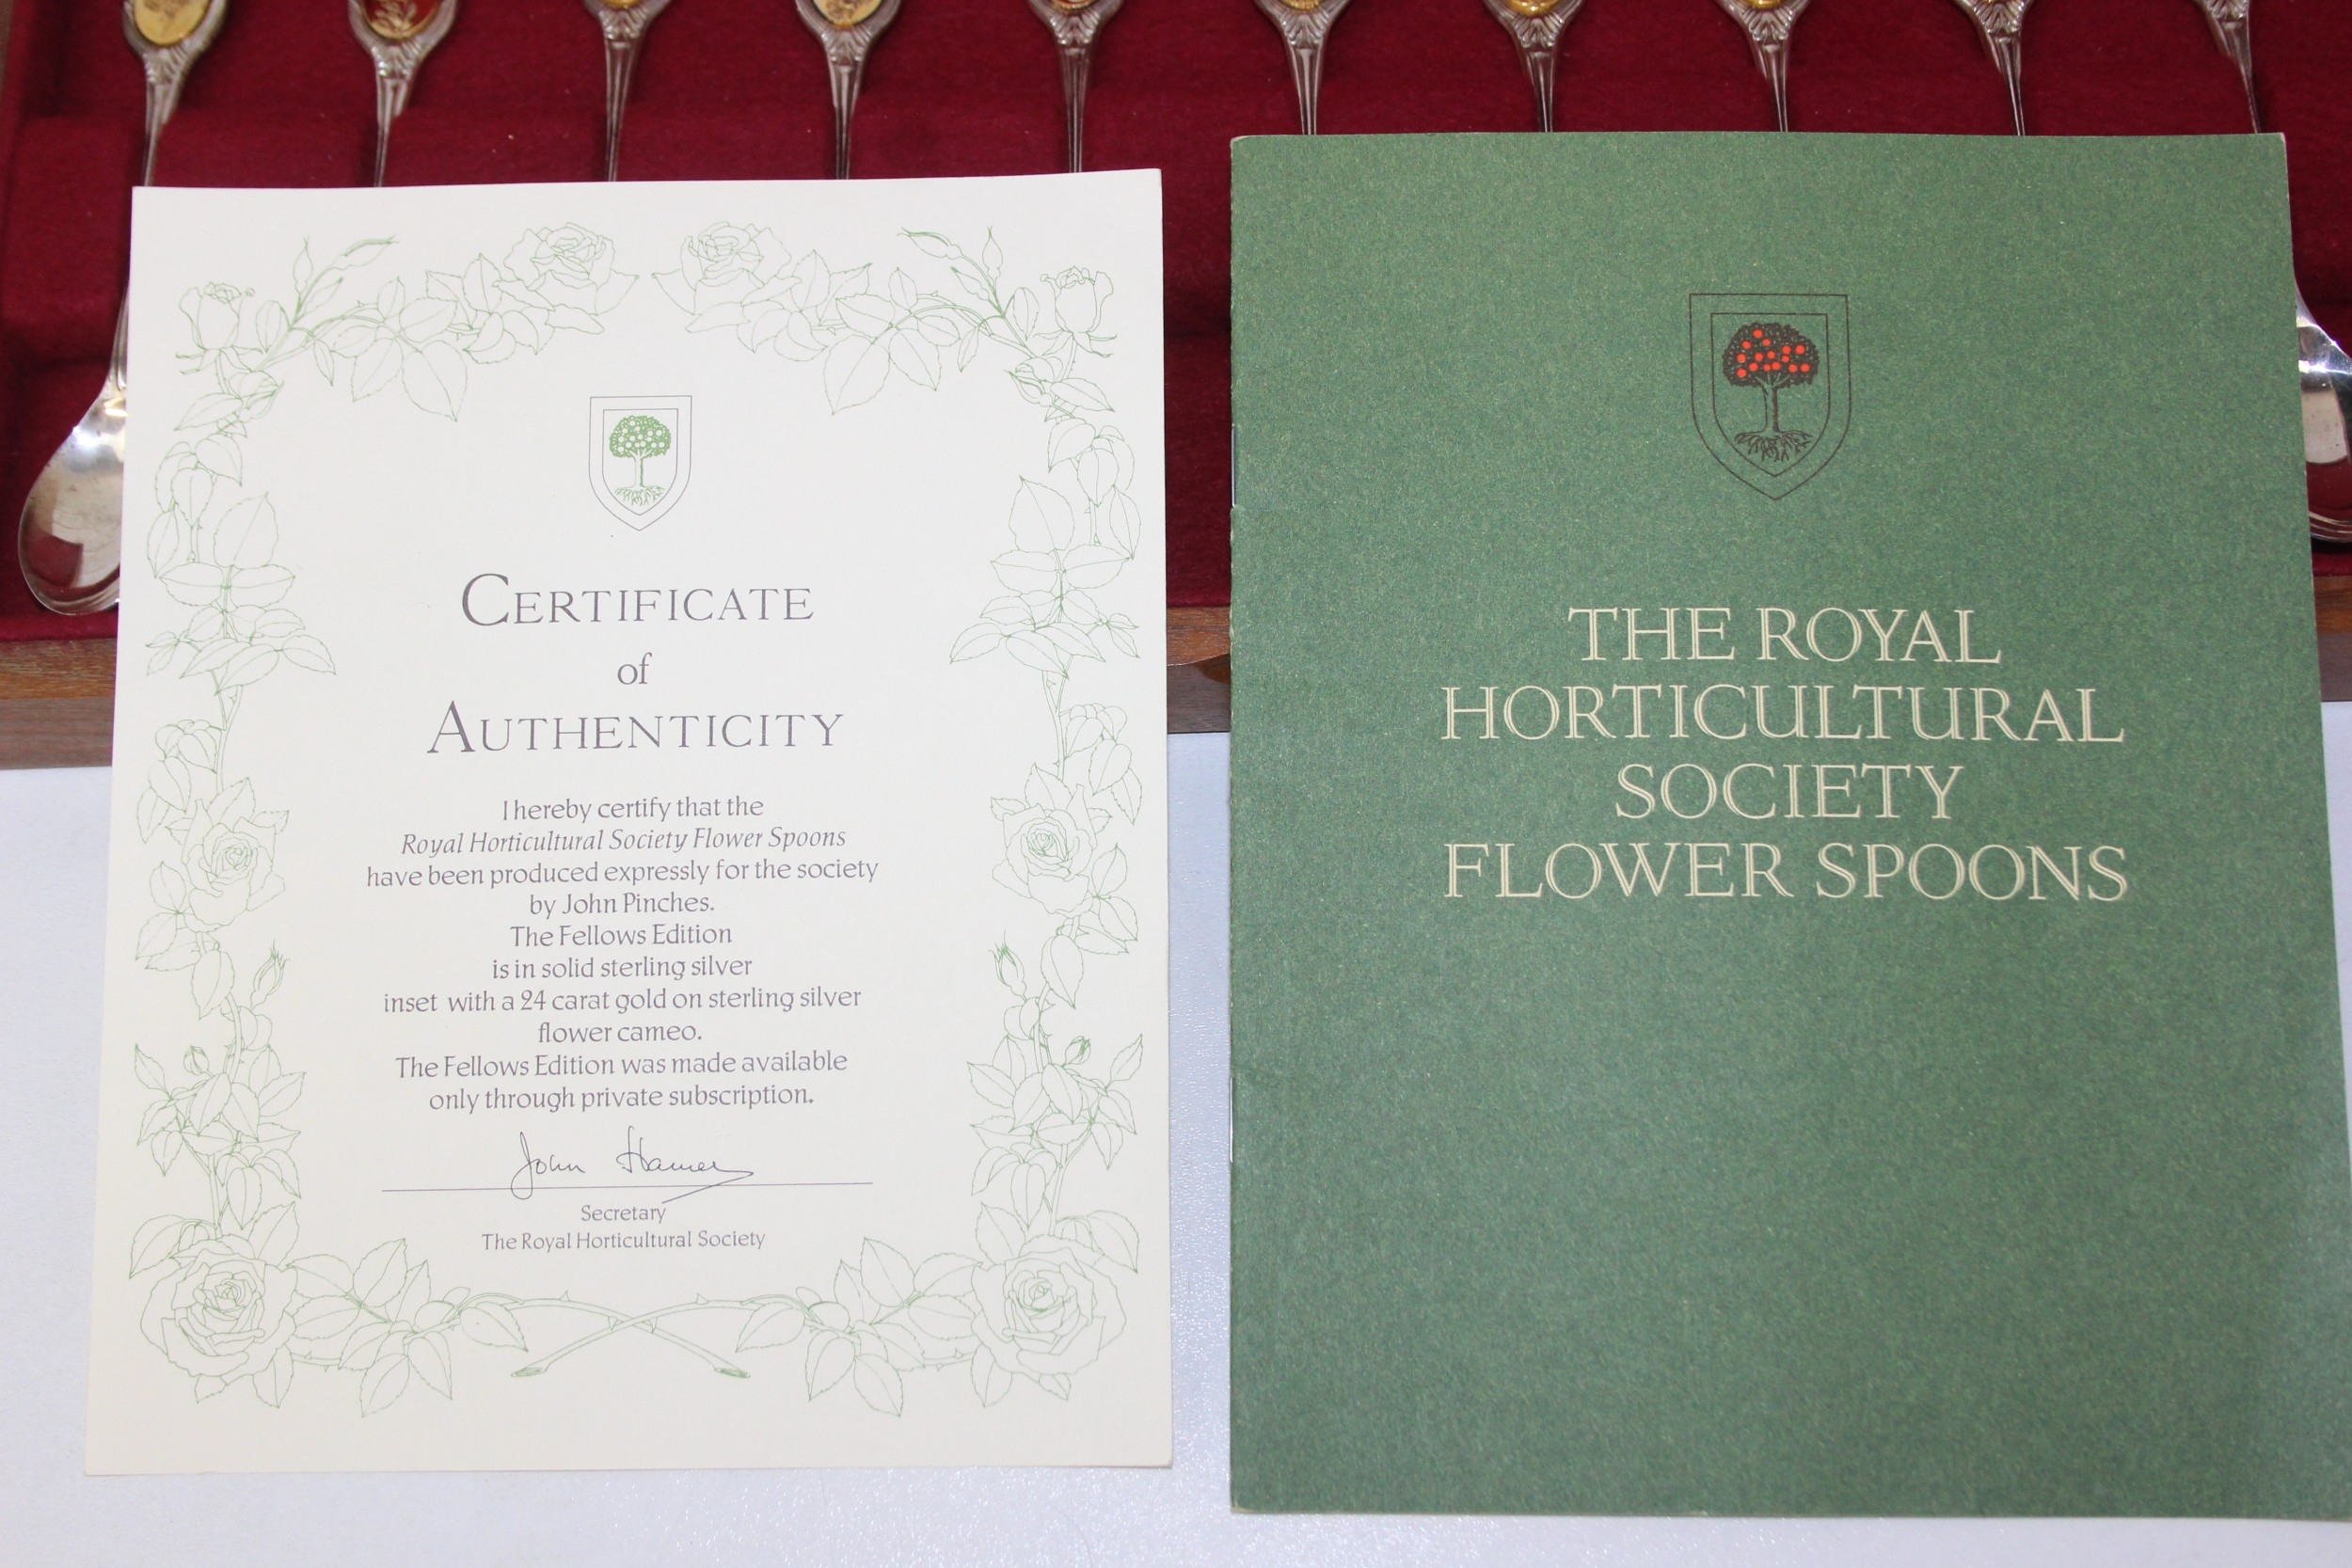 CERTIFICATE
of
AUTHENTICITY
I hereby certify that the
Royal Horticultural Society Flower Spoons
have been produced expressly for the society
by John Pinches.
The Fellows Edition
is in solid sterling silver
inset with a 24 carat gold on sterling silver
flower cameo.
The Fellows Edition was made available
only through private subscription.
John Hamer
Secretary
The Royal Horticultural Society
THE ROYAL
HORTICULTURAL
SOCIETY
FLOWER SPOONS